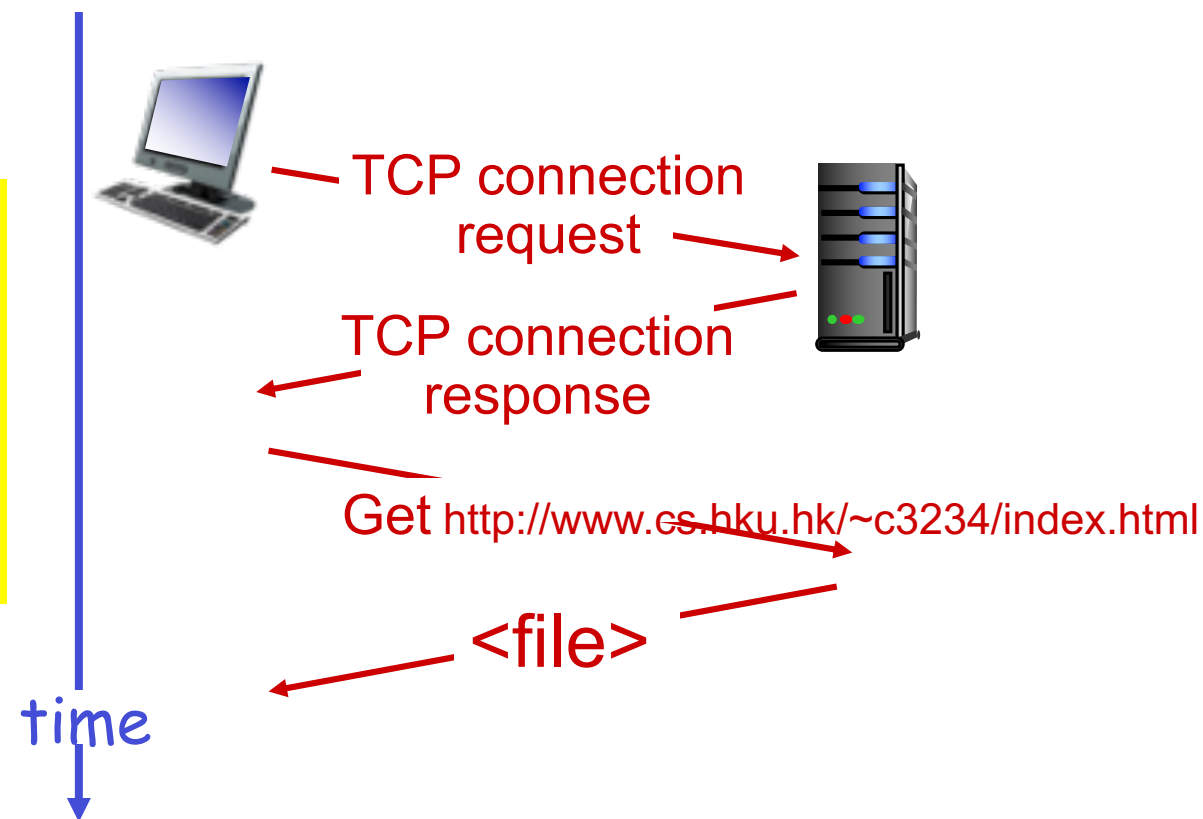 TCP connection
request
TCP connection
response
Get http://www.cs.hku.hk/~c3234/index.html
<file>
time